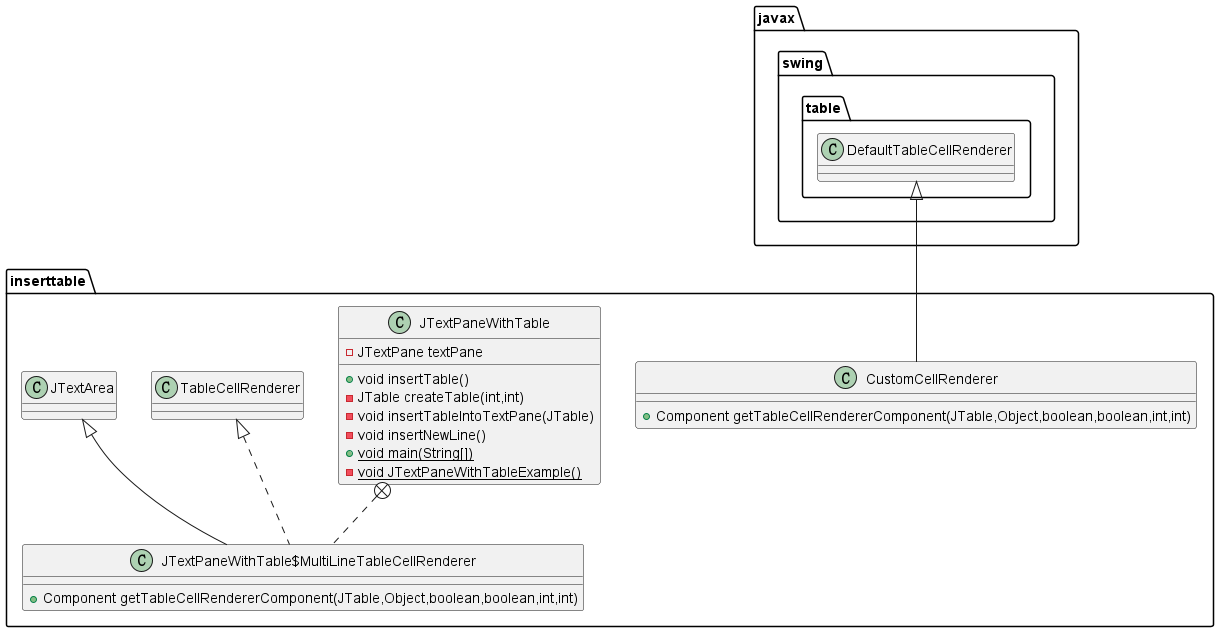 javax
swing
table
C DefaultTableCellRenderer
inserttable
C JTextPaneWithTable
JTextPane textPane
void insertTable()
JTable createTable(int,int)
void insertTableIntoTextPane(JTable)
void insertNewLine()
void main(String[])
void JTextPaneWithTableExample()
C JTextArea
C TableCellRenderer
C CustomCellRenderer
Component getTableCellRendererComponent(JTable,Object,boolean,boolean,int,int)
C JTextPaneWithTable$MultiLineTableCellRenderer
Component getTableCellRendererComponent(JTable,Object,boolean,boolean,int,int)